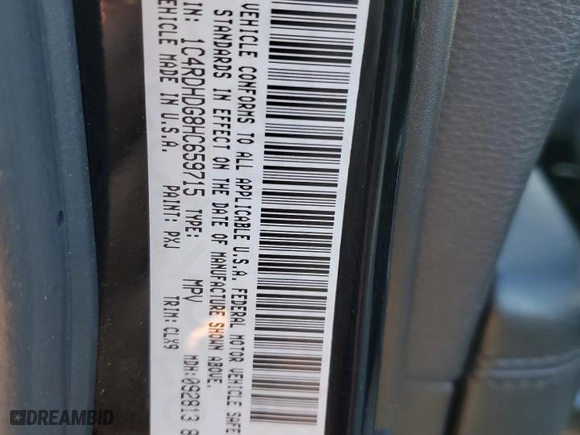 VEHICLE CONFORMS TO ALL APPLICABLE U.S.A. FEDERAL MOTOR VEHICLE
STANDARDS IN EFFECT ON THE DATE OF MANUFACTURE SHOWN ABOVE.
IN: 1C4RDHDG8HC659715 TYPE: MPV MDH:092813 8
VEHICLE MADE IN U.S.A. PAINT: PXJ TRIM: CLX9
DREAMBID